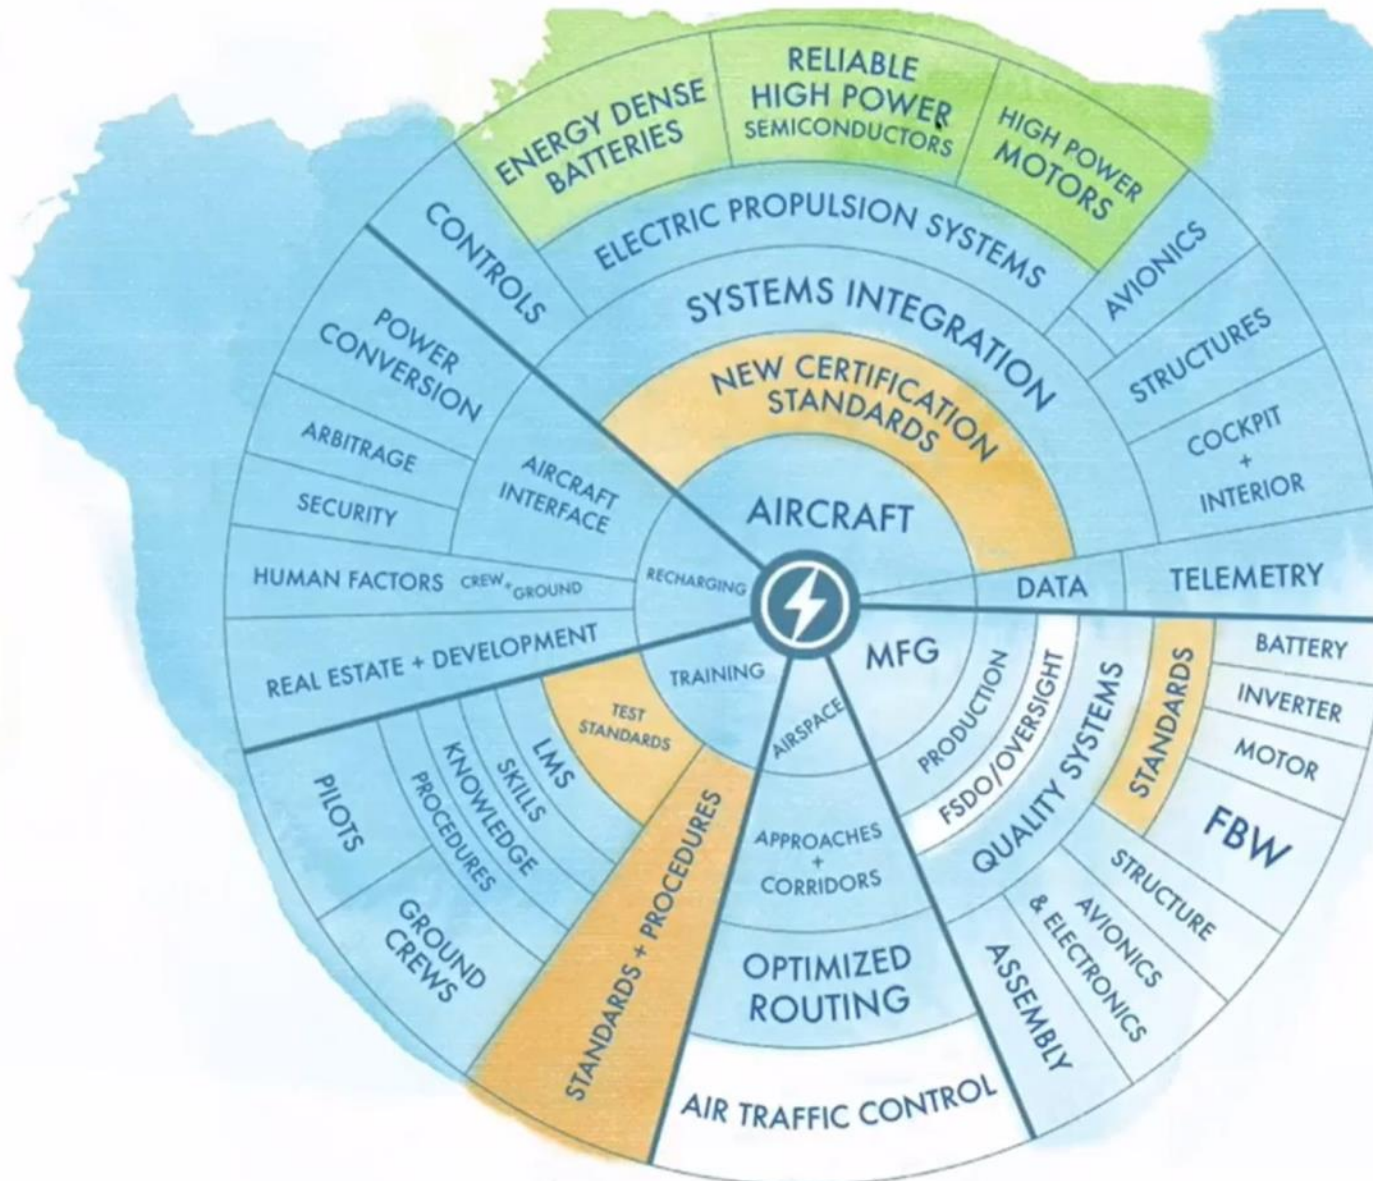 ENERGY DENSE
BATTERIES
RELIABLE
HIGH POWER
SEMICONDUCTORS
HIGH POWER
MOTORS
CONTROLS
ELECTRIC PROPULSION SYSTEMS
AVIONICS
STRUCTURES
COCKPIT
+
INTERIOR
SYSTEMS INTEGRATION
NEW CERTIFICATION
STANDARDS
AIRCRAFT
DATA
TELEMETRY
POWER
CONVERSION
ARBITRAGE
SECURITY
AIRCRAFT
INTERFACE
HUMAN FACTORS CREW + GROUND
RECHARGING
REAL ESTATE + DEVELOPMENT
TRAINING
TEST
STANDARDS
LMS
SKILLS
KNOWLEDGE
PROCEDURES
PILOTS
GROUND
CREWS
STANDARDS + PROCEDURES
AIRSPACE
APPROACHES
+
CORRIDORS
OPTIMIZED
ROUTING
AIR TRAFFIC CONTROL
MFG
PRODUCTION
FSDO/OVERSIGHT
QUALITY SYSTEMS
STANDARDS
BATTERY
INVERTER
MOTOR
FBW
STRUCTURE
AVIONICS
& ELECTRONICS
ASSEMBLY